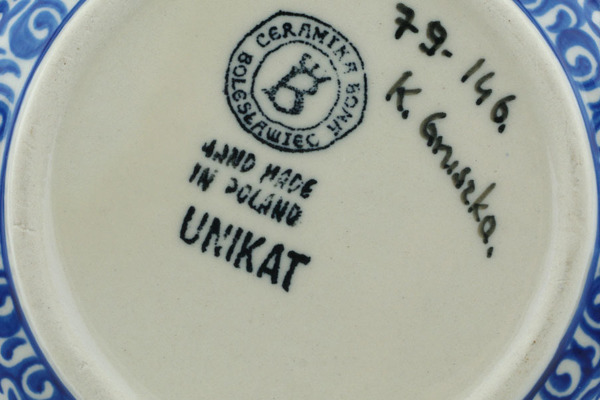 CERAMIKA BONA BOLESŁAWIEC
B
HAND MADE
IN POLAND
UNIKAT
79-146.
K. Gruszka.